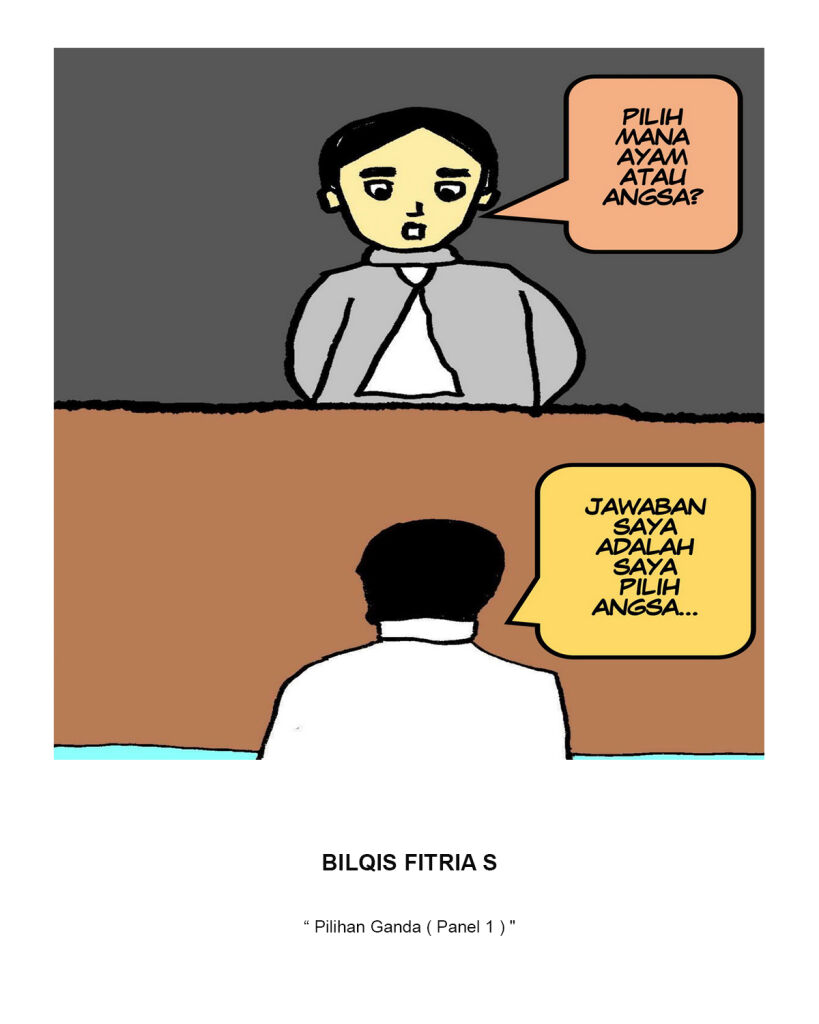 PILIH
MANA
AYAM
ATAU
ANGSA?
JAWABAN
SAYA
ADALAH
SAYA
PILIH
ANGSA...
BILQIS FITRIA S
“ Pilihan Ganda ( Panel 1 ) "